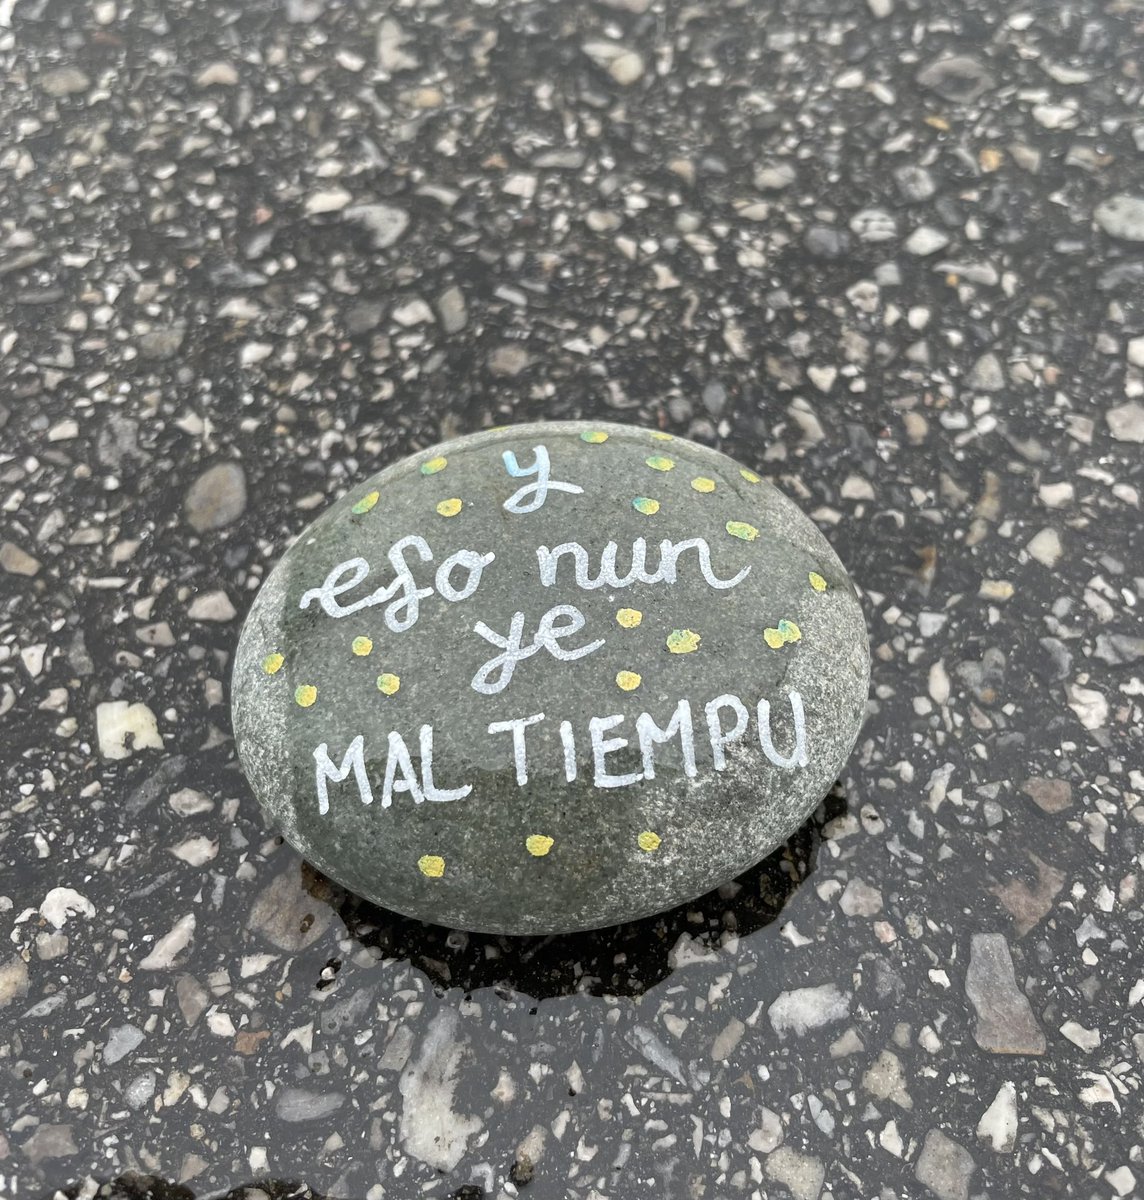 y
eso nun
ye
MAL TIEMPU